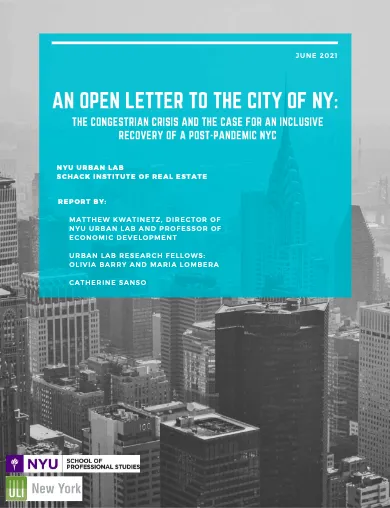 JUNE 2021
AN OPEN LETTER TO THE CITY OF NY:
THE CONGESTRIAN CRISIS AND THE CASE FOR AN INCLUSIVE
RECOVERY OF A POST-PANDEMIC NYC
NYU URBAN LAB
SCHACK INSTITUTE OF REAL ESTATE
REPORT BY:
MATTHEW KWATINETZ, DIRECTOR OF
NYU URBAN LAB AND PROFESSOR OF
ECONOMIC DEVELOPMENT
URBAN LAB RESEARCH FELLOWS:
OLIVIA BARRY AND MARIA LOMBERA
CATHERINE SANSO
NYU
SCHOOL OF
PROFESSIONAL STUDIES
ULI New York